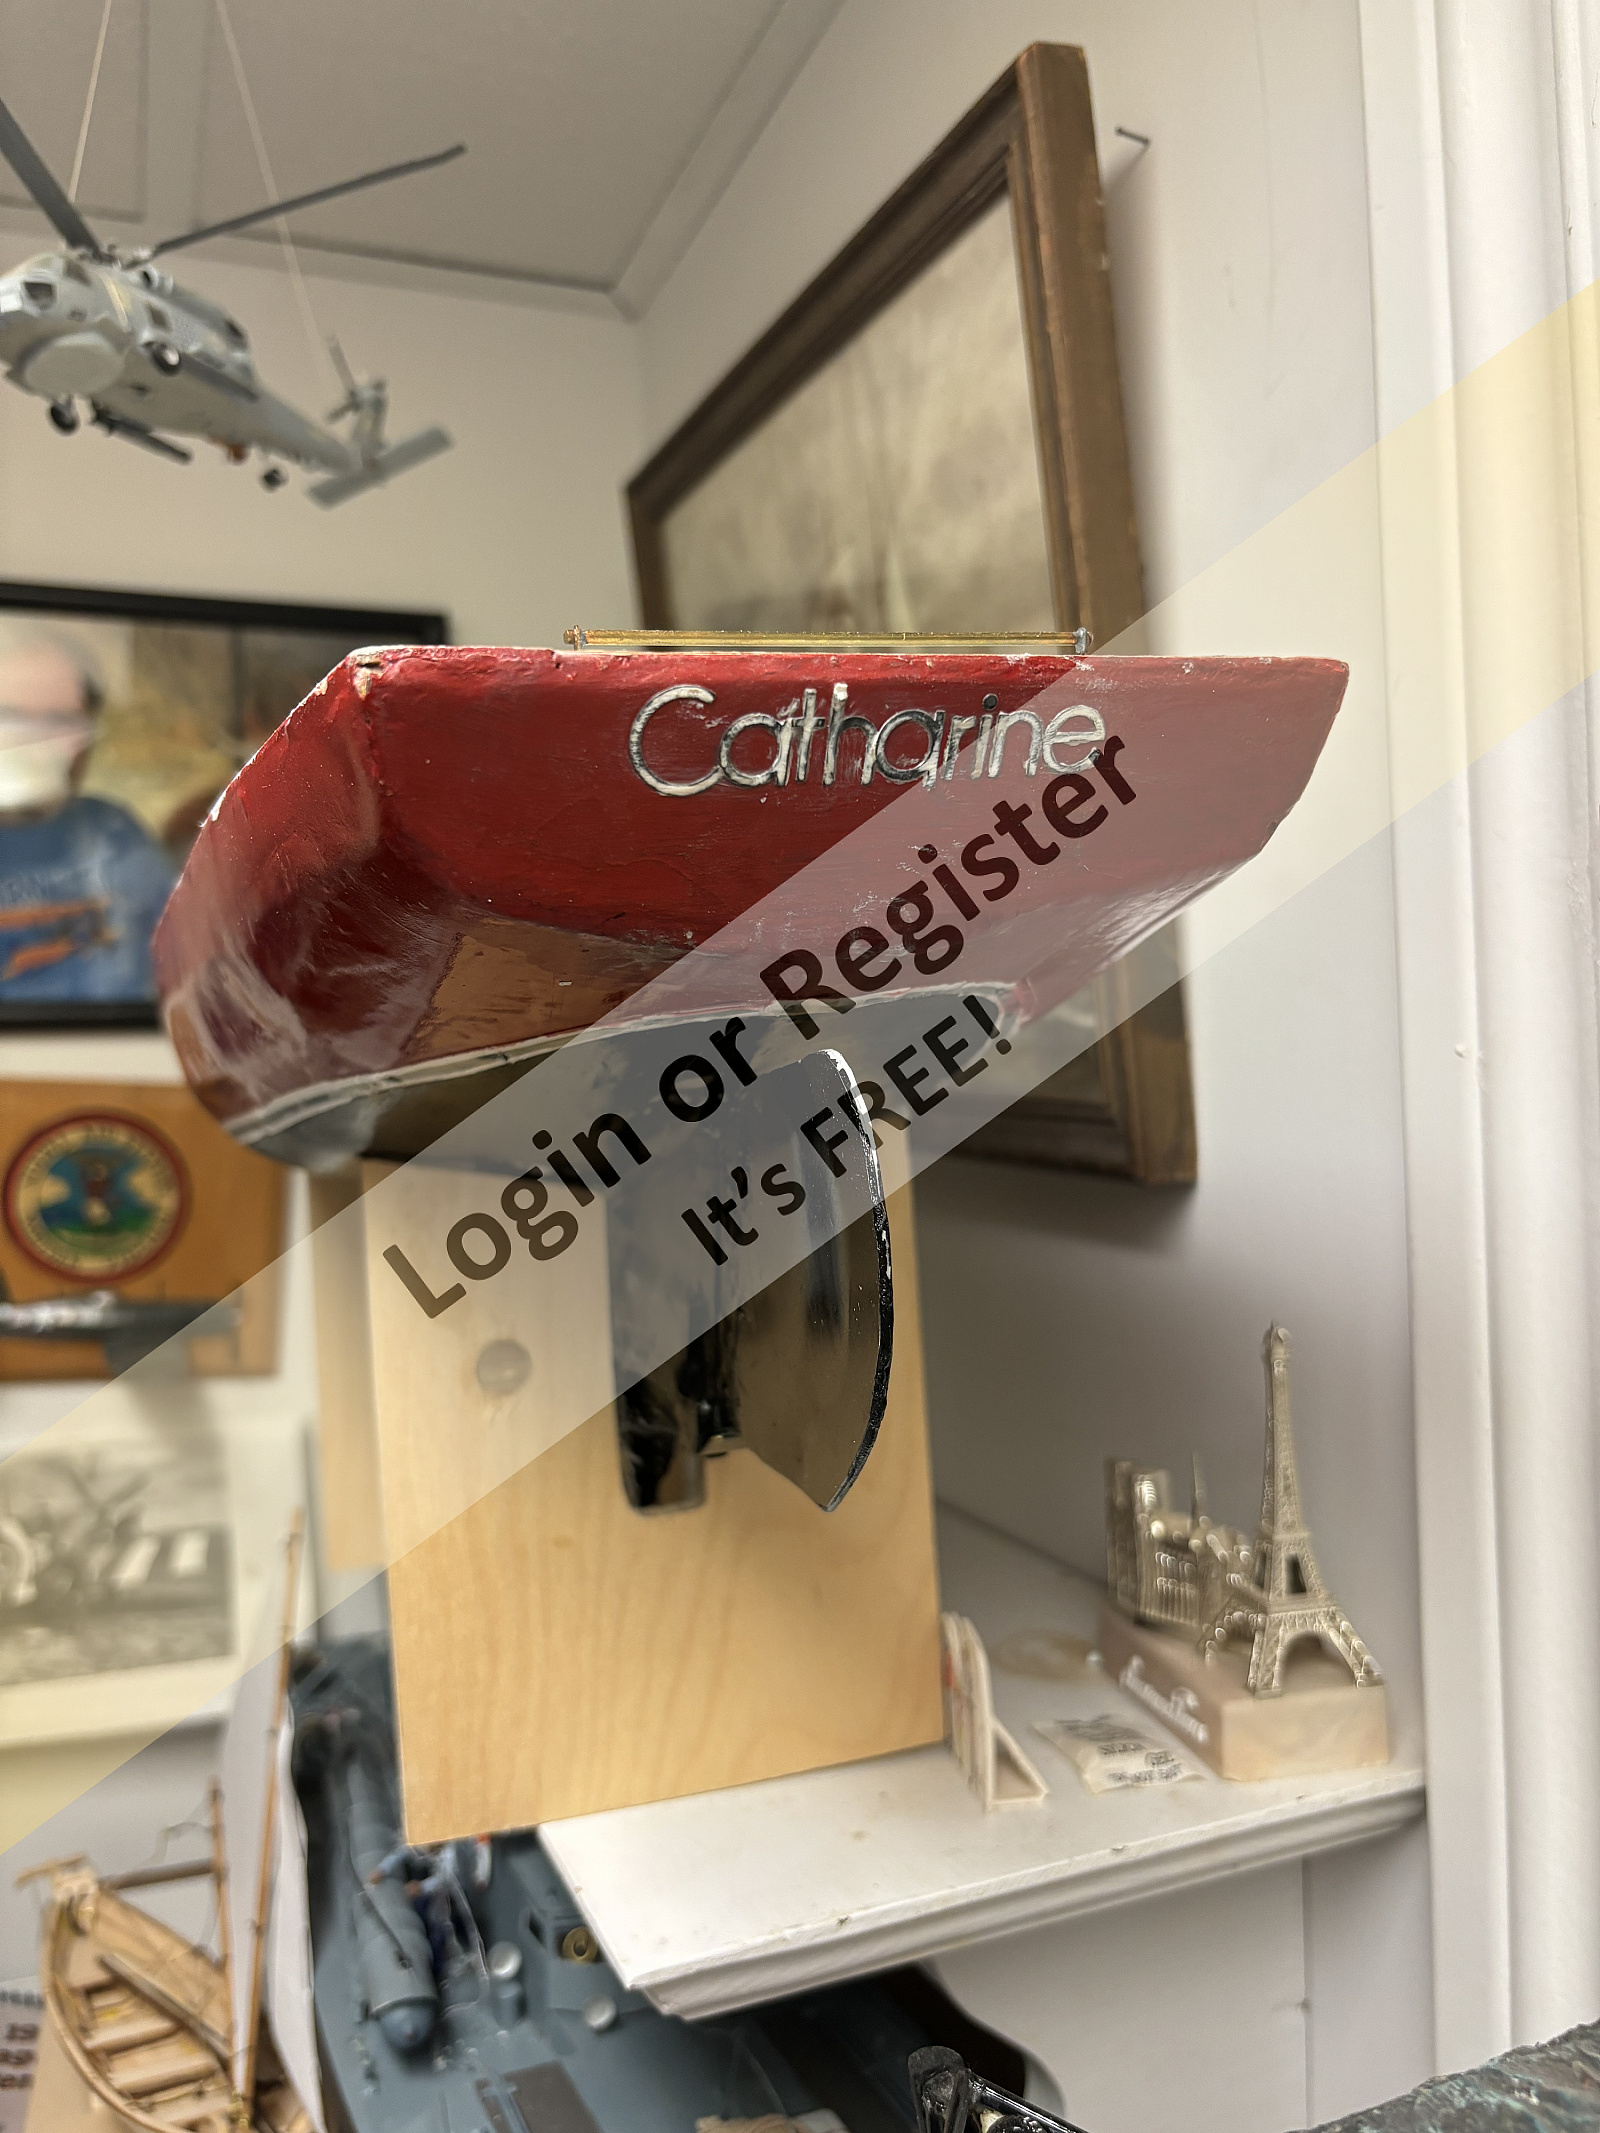 Catharine
Login or Register
It's FREE!